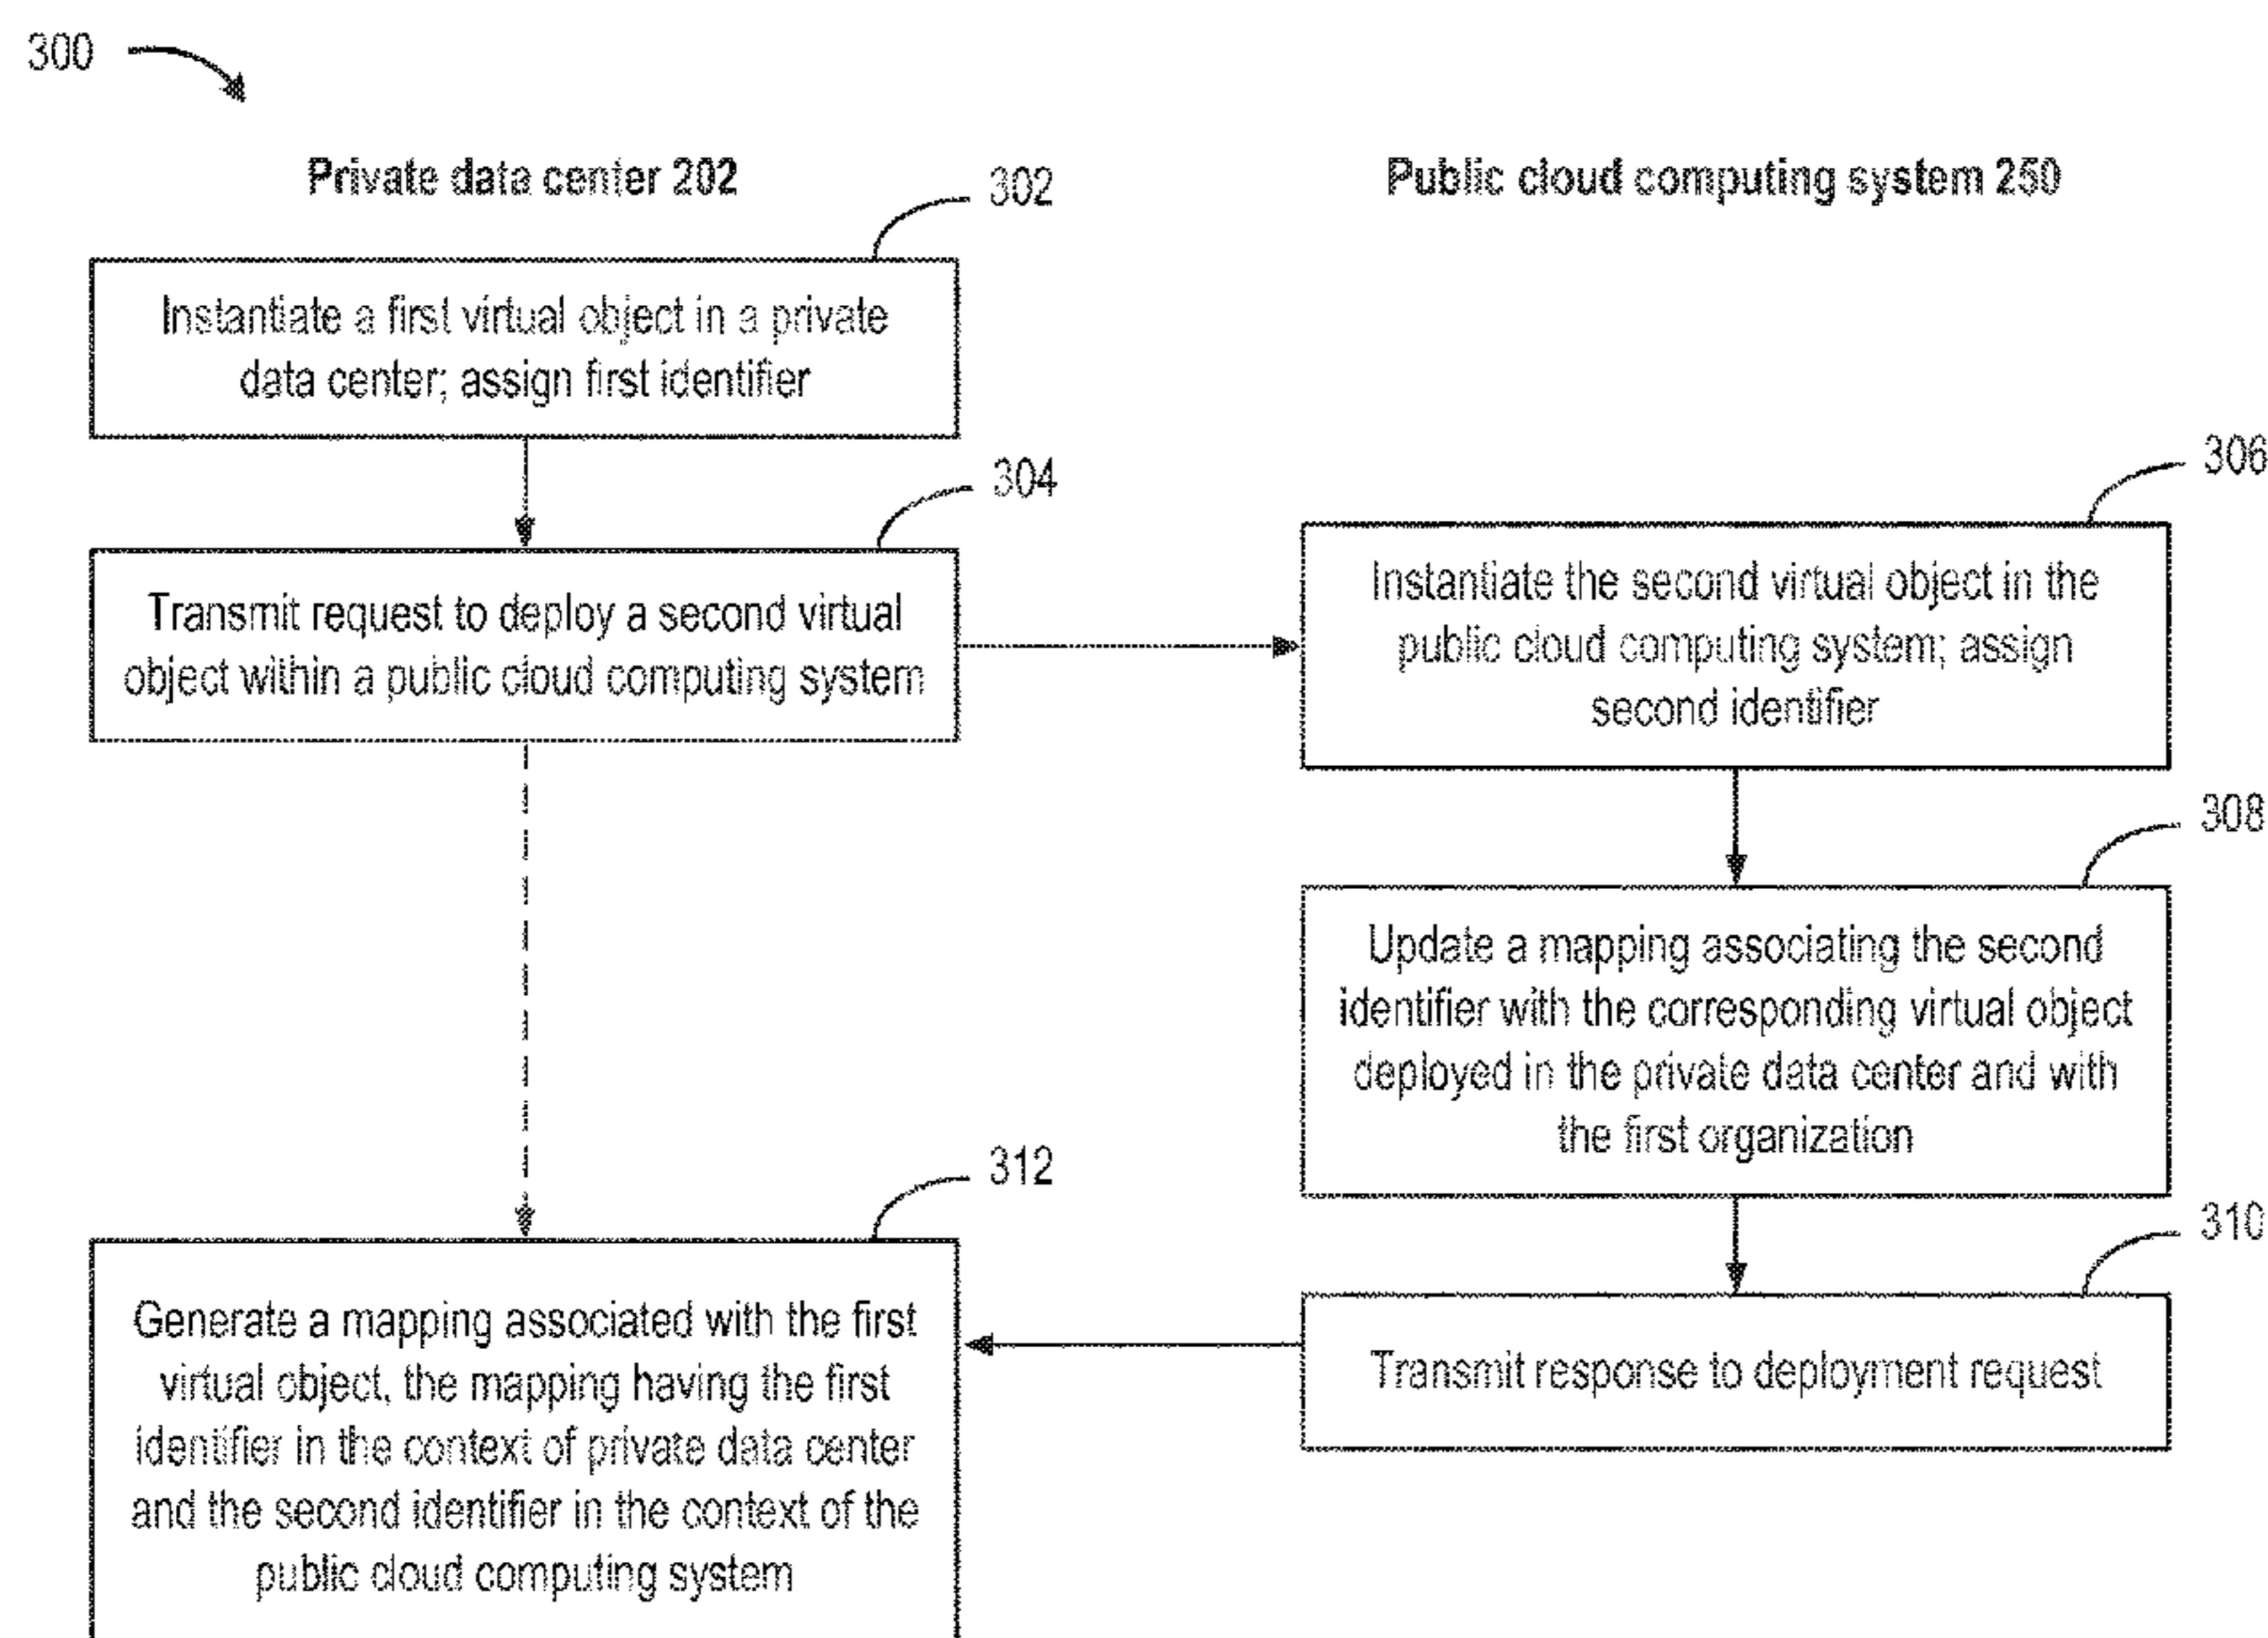 300
Private data center 202
Public cloud computing system 250
302
Instantiate a first virtual object in a private
data center; assign first identifier
304
Transmit request to deploy a second virtual
object within a public cloud computing system
306
Instantiate the second virtual object in the
public cloud computing system; assign
second identifier
308
Update a mapping associating the second
identifier with the corresponding virtual object
deployed in the private data center and with
the first organization
310
Transmit response to deployment request
312
Generate a mapping associated with the first
virtual object, the mapping having the first
identifier in the context of private data center
and the second identifier in the context of the
public cloud computing system